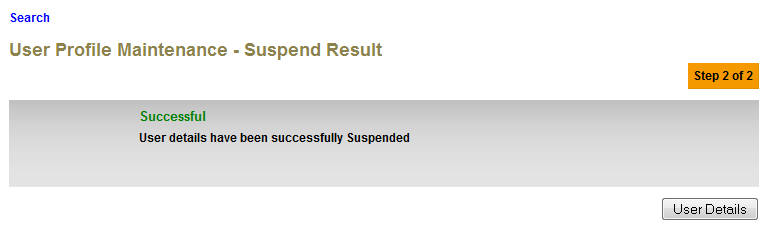 Search
User Profile Maintenance - Suspend Result
Step 2 of 2
Successful
User details have been successfully Suspended
User Details